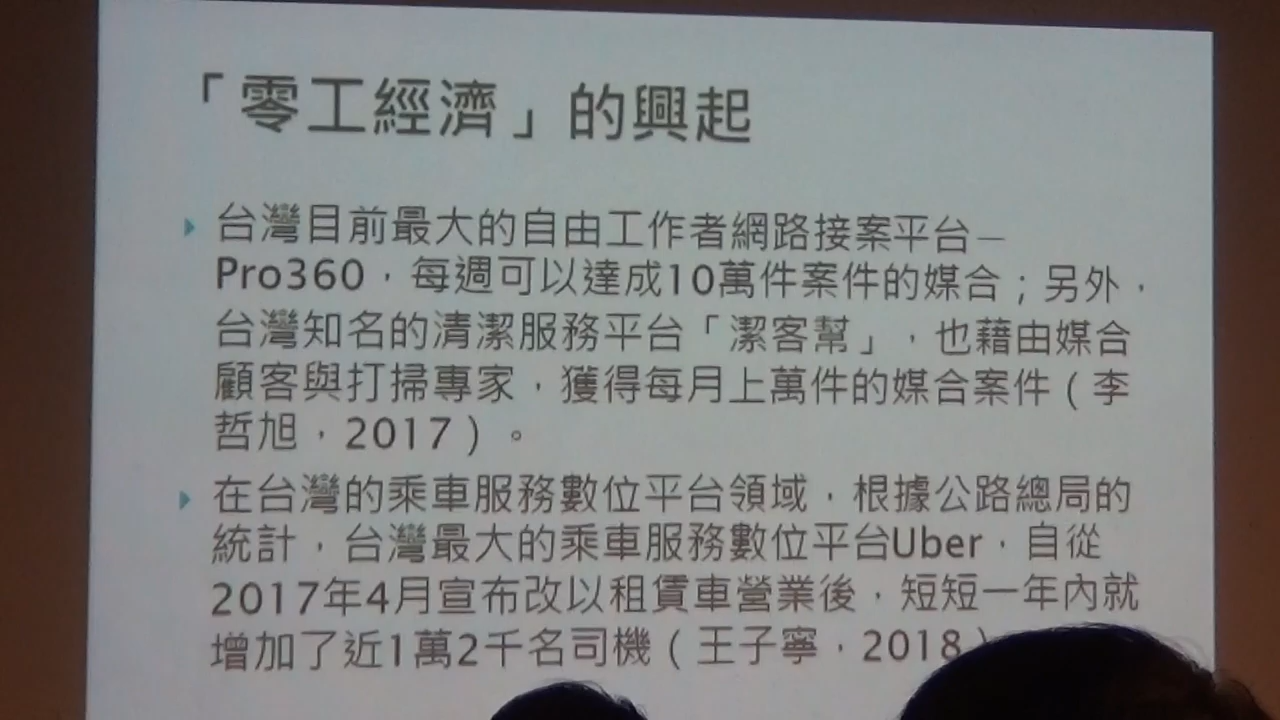 「零工經濟」的興起
台灣目前最大的自由工作者網路接案平台－
Pro360，每週可以達成10萬件案件的媒合；另外，
台灣知名的清潔服務平台「潔客幫」，也藉由媒合
顧客與打掃專家，獲得每月上萬件的媒合案件（李
哲旭，2017）。
在台灣的乘車服務數位平台領域，根據公路總局的
統計，台灣最大的乘車服務數位平台Uber，自從
2017年4月宣布改以租賃車營業後，短短一年內就
增加了近1萬2千名司機（王子寧，2018）